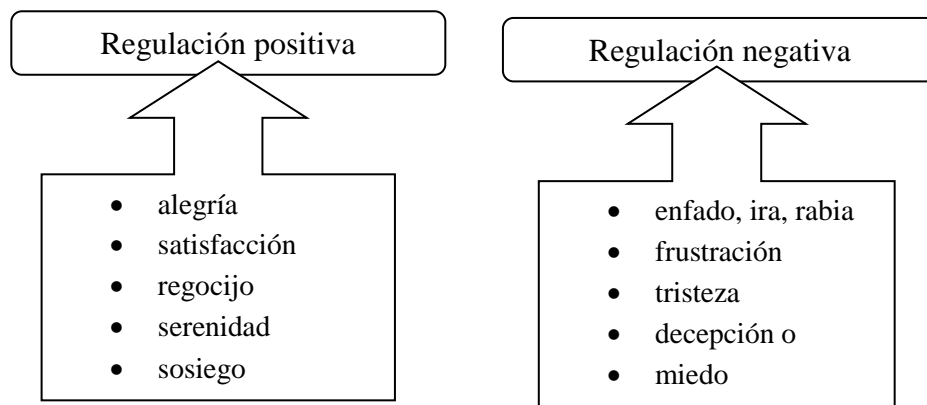 Regulación positiva
• alegría
• satisfacción
• regocijo
• serenidad
• sosiego
Regulación negativa
• enfado, ira, rabia
• frustración
• tristeza
• decepción o
• miedo